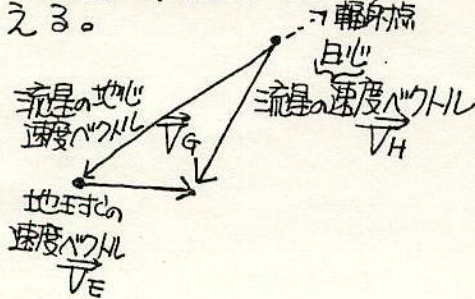 える。
輻射点
日心
流星の速度ベクトル
V_H
流星の地心
速度ベクトル
V_G
地球の
速度ベクトル
V_E